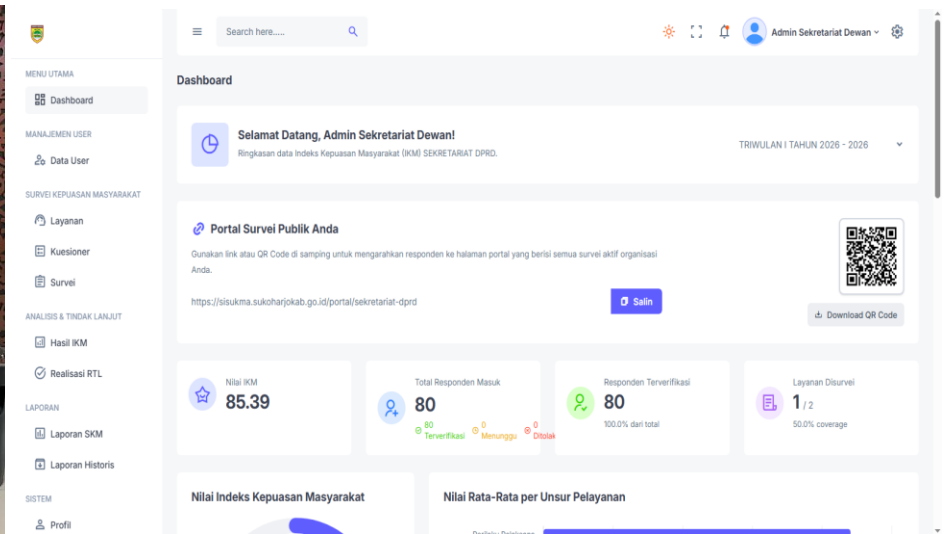 Search here.....
Admin Sekretariat Dewan
MENU UTAMA
Dashboard
MANAJEMEN USER
Data User
SURVEI KEPUASAN MASYARAKAT
Layanan
Kuesioner
Survei
ANALISIS & TINDAK LANJUT
Hasil IKM
Realisasi RTL
LAPORAN
Laporan SKM
Laporan Historis
SISTEM
Profil
Dashboard
Selamat Datang, Admin Sekretariat Dewan!
Ringkasan data Indeks Kepuasan Masyarakat (IKM) SEKRETARIAT DPRD.
TRIWULAN I TAHUN 2026 - 2026
Portal Survei Publik Anda
Gunakan link atau QR Code di samping untuk mengarahkan responden ke halaman portal yang berisi semua survei aktif organisasi
Anda.
https://sisukma.sukoharjokab.go.id/portal/sekretariat-dprd
Salin
Download QR Code
Nilai IKM
85.39
Total Responden Masuk
80
80 Terverifikasi
0 Menunggu
0 Ditolak
Responden Terverifikasi
80
100.0% dari total
Layanan Disurvei
1 / 2
50.0% coverage
Nilai Indeks Kepuasan Masyarakat
Nilai Rata-Rata per Unsur Pelayanan